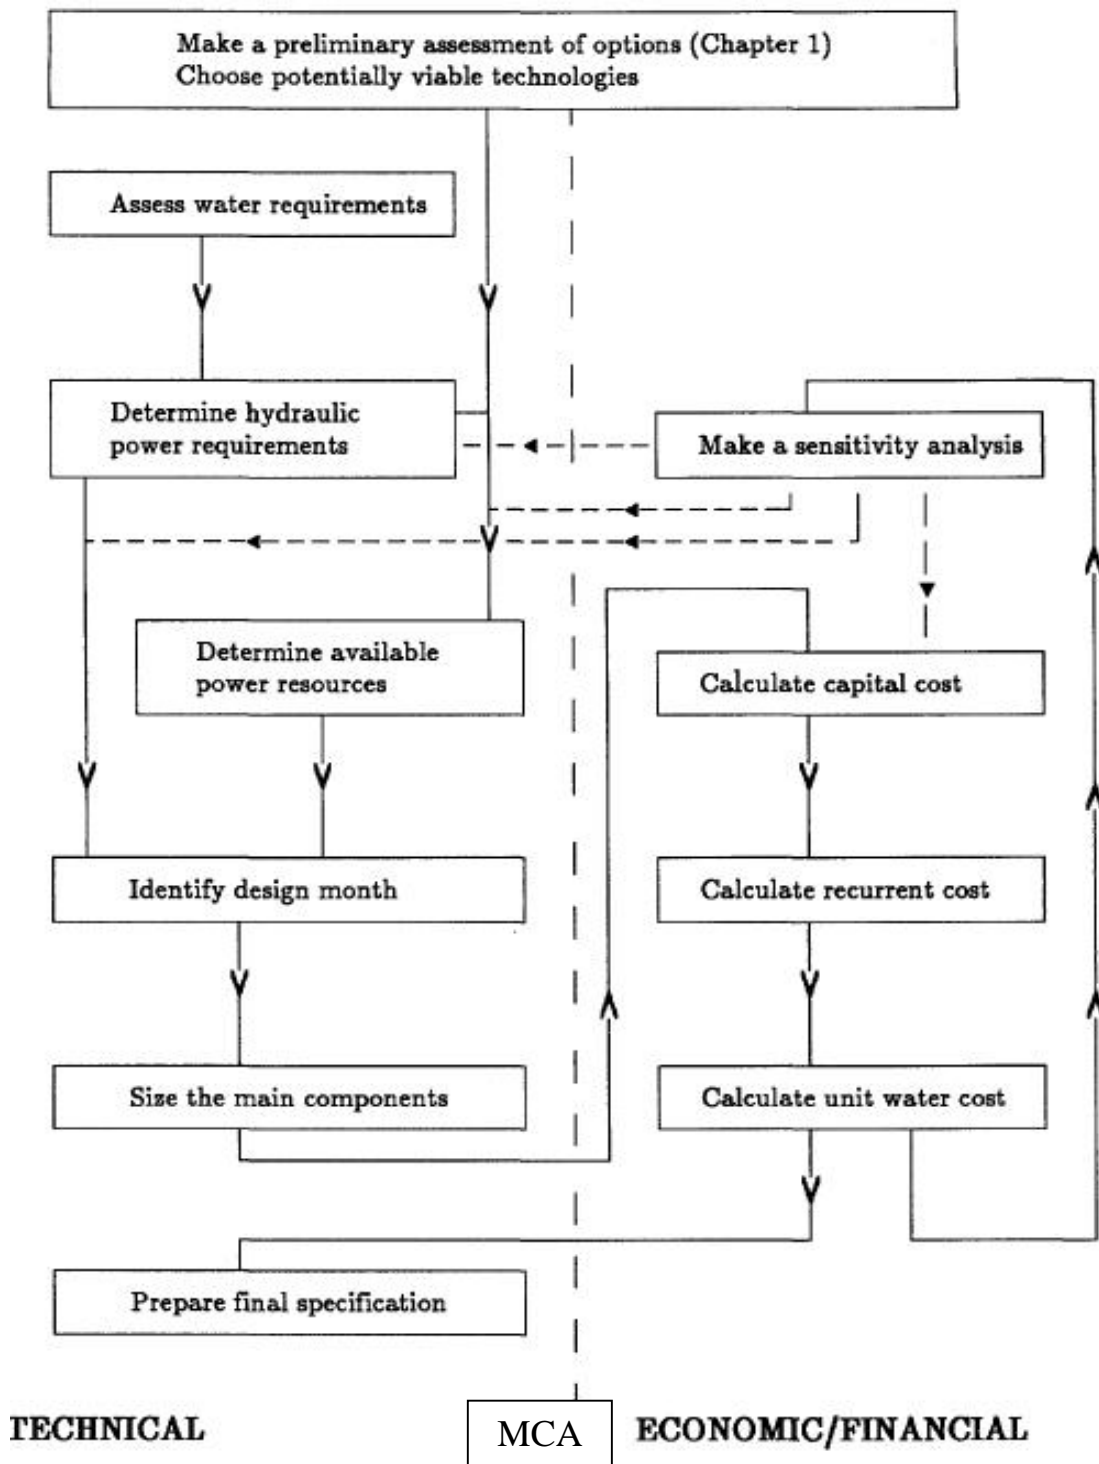 Make a preliminary assessment of options (Chapter 1)
Choose potentially viable technologies
Assess water requirements
Determine hydraulic
power requirements
Make a sensitivity analysis
Determine available
power resources
Calculate capital cost
Identify design month
Calculate recurrent cost
Size the main components
Calculate unit water cost
Prepare final specification
TECHNICAL
MCA
ECONOMIC/FINANCIAL